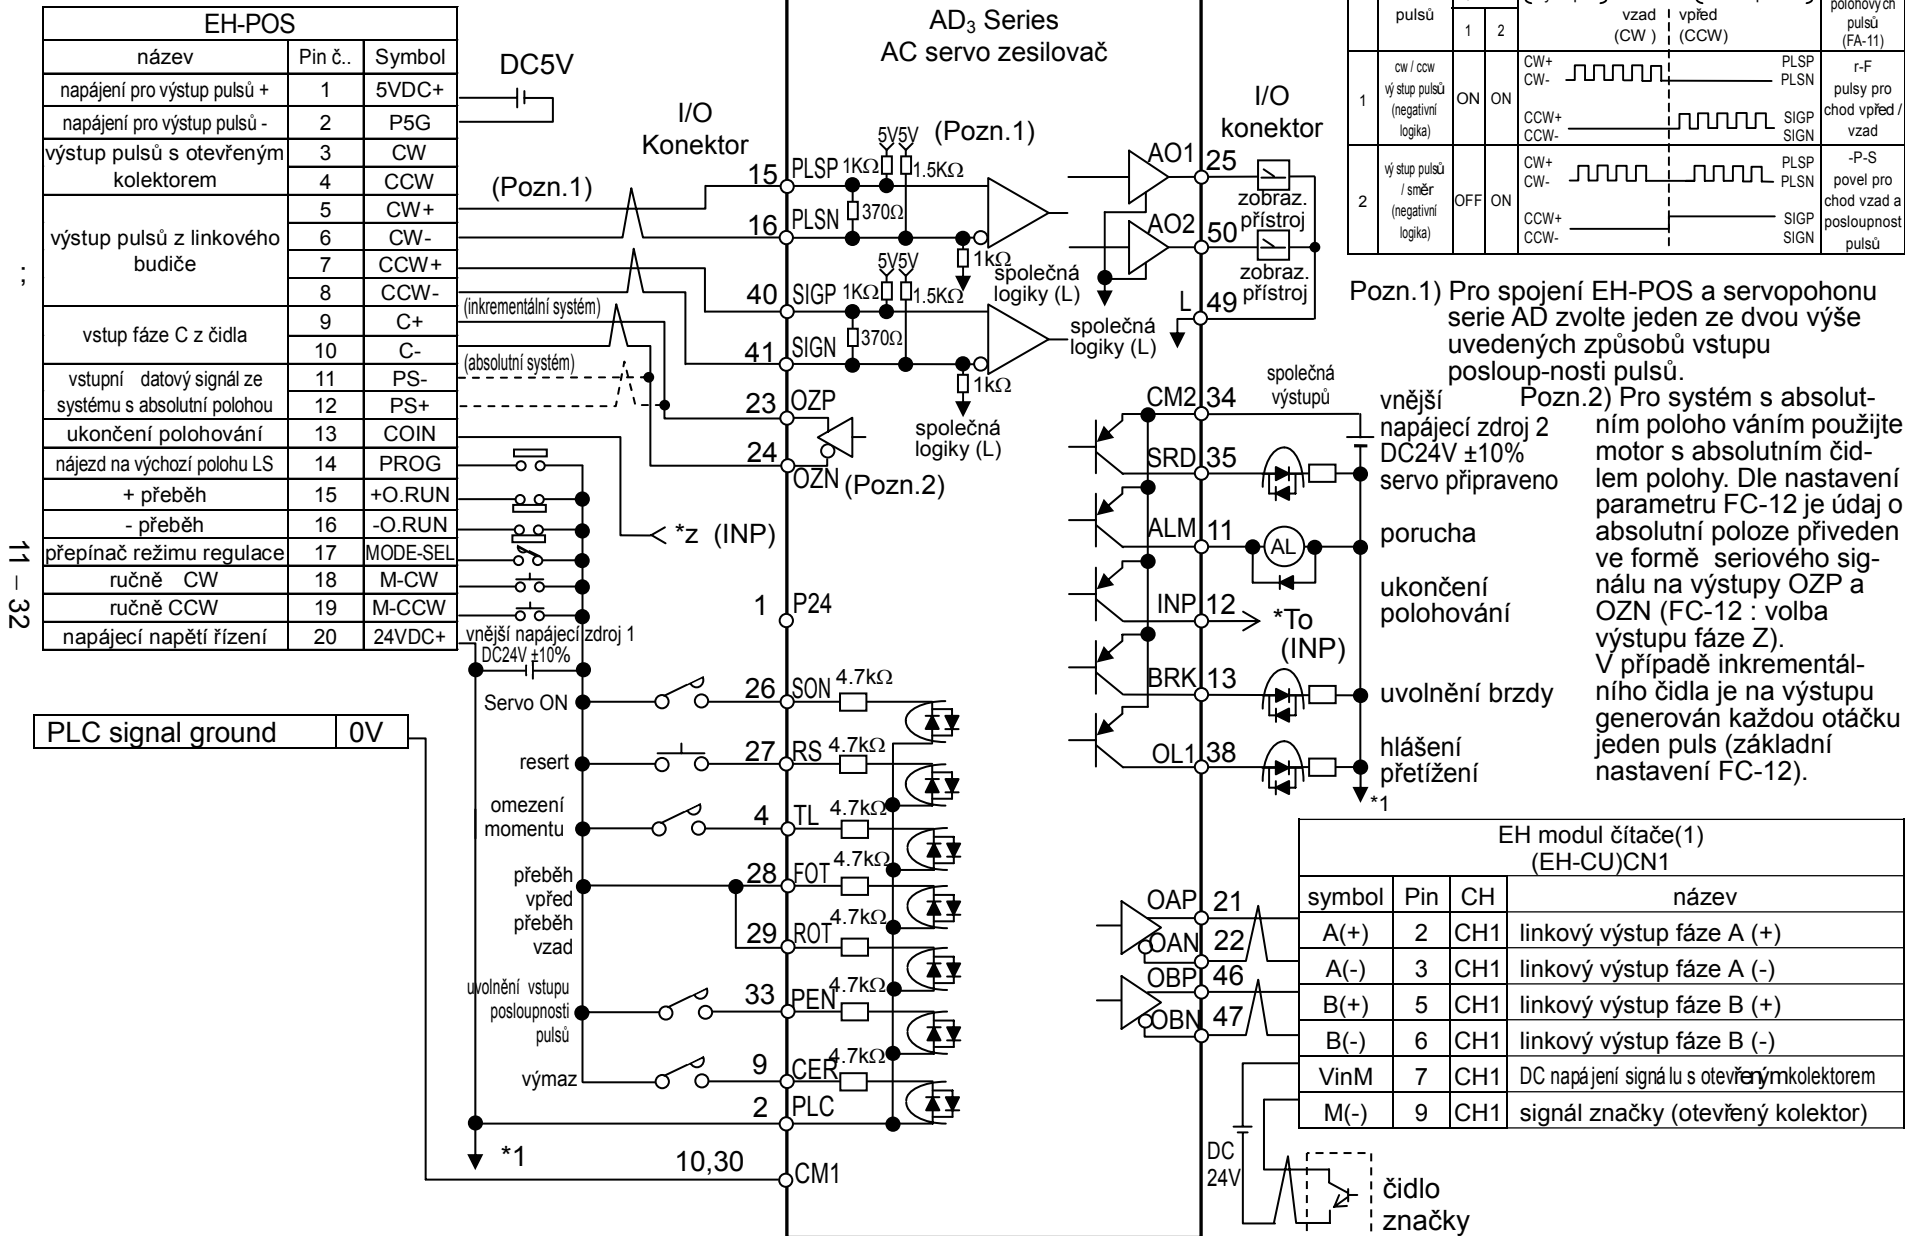 EH-POS
název Pin č.. Symbol
napájení pro výstup pulsů + 1 5VDC+
napájení pro výstup pulsů - 2 P5G
výstup pulsů s otevřeným kolektorem 3 CW
4 CCW
výstup pulsů z linkového budiče 5 CW+
6 CW-
7 CCW+
8 CCW-
vstup fáze C z čidla 9 C+
10 C-
vstupní datový signál ze systému s absolutní polohou 11 PS-
12 PS+
ukončení polohování 13 COIN
nájezd na výchozí polohu LS 14 PROG
+ přeběh 15 +O.RUN
- přeběh 16 -O.RUN
přepínač režimu regulace 17 MODE-SEL
ručně CW 18 M-CW
ručně CCW 19 M-CCW
napájecí napětí řízení 20 24VDC+
PLC signal ground 0V
;
11 – 32
DC5V
(Pozn.1)
(inkrementální systém)
(absolutní systém)
*z (INP)
vnější napájecí zdroj 1
DC24V ±10%
Servo ON
resert
omezení
momentu
přeběh
vpřed
přeběh
vzad
uvolnění vstupu
posloupnosti
pulsů
výmaz
*1
I/O
Konektor
AD3 Series
AC servo zesilovač
15 PLSP 1KΩ 5V5V 1.5KΩ (Pozn.1)
16 PLSN 370Ω
1kΩ
společná
logiky (L)
40 SIGP 1KΩ 5V5V 1.5KΩ
370Ω
41 SIGN
1kΩ
společná
logiky (L)
společná
logiky (L)
23 OZP
24 OZN (Pozn.2)
1 P24
26 SON 4.7kΩ
27 RS 4.7kΩ
4 TL 4.7kΩ
28 FOT 4.7kΩ
29 ROT 4.7kΩ
33 PEN 4.7kΩ
9 CER 4.7kΩ
2 PLC
10,30 CM1
I/O
konektor
AO1 25
zobraz.
přístroj
AO2 50
zobraz.
přístroj
L 49
společná
výstupů
CM2 34
vnější
napájecí zdroj 2
DC24V ±10%
SRD 35 servo připraveno
ALM 11 AL porucha
INP 12 *To
(INP)
ukončení
polohování
BRK 13 uvolnění brzdy
OL1 38 hlášení
přetížení
*1
OAP 21
OAN 22
OBP 46
OBN 47
DC
24V
čidlo
značky
pulsů 1 2 vzad
(CW ) vpřed
(CCW)
polohových
pulsů
(FA-11)
1 cw / ccw
výstup pulsů
(negativní
logika) ON ON
CW+
CW-
CCW+
CCW-
PLSP
PLSN
SIGP
SIGN
r-F
pulsy pro
chod vpřed /
vzad
2 výstup pulsů
/ směr
(negativní
logika) OFF ON
CW+
CW-
CCW+
CCW-
PLSP
PLSN
SIGP
SIGN
-P-S
povel pro
chod vzad a
posloupnost
pulsů
Pozn.1) Pro spojení EH-POS a servopohonu
serie AD zvolte jeden ze dvou výše
uvedených způsobů vstupu
posloup-nosti pulsů.
Pozn.2) Pro systém s absolut-
ním poloho váním použijte
motor s absolutním čid-
lem polohy. Dle nastavení
parametru FC-12 je údaj o
absolutní poloze přiveden
ve formě seriového sig-
nálu na výstupy OZP a
OZN (FC-12 : volba
výstupu fáze Z).
V případě inkrementál-
ního čidla je na výstupu
generován každou otáčku
jeden puls (základní
nastavení FC-12).
EH modul čítače(1)
(EH-CU)CN1
symbol Pin CH název
A(+) 2 CH1 linkový výstup fáze A (+)
A(-) 3 CH1 linkový výstup fáze A (-)
B(+) 5 CH1 linkový výstup fáze B (+)
B(-) 6 CH1 linkový výstup fáze B (-)
VinM 7 CH1 DC napájení signálu s otevřenýmkolektorem
M(-) 9 CH1 signál značky (otevřený kolektor)